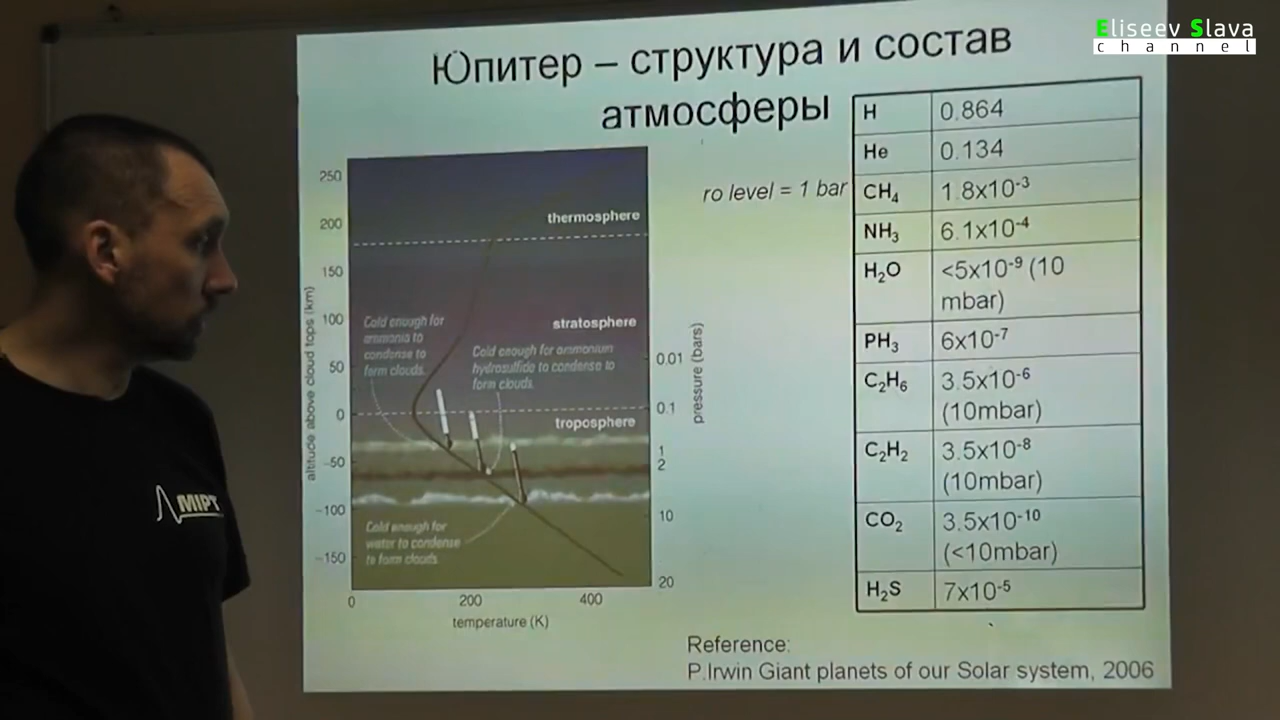 Eliseev Slava
channel
Юпитер – структура и состав
атмосферы
ro level = 1 bar
H 0.864
He 0.134
CH4 1.8x10-3
NH3 6.1x10-4
H2O <5x10-9 (10
mbar)
PH3 6x10-7
C2H6 3.5x10-6
(10mbar)
C2H2 3.5x10-8
(10mbar)
CO2 3.5x10-10
(<10mbar)
H2S 7x10-5
altitude above cloud tops (km)
250
200
150
100
50
0
-50
-100
-150
thermosphere
stratosphere
troposphere
Cold enough for
ammonia to
condense to
form clouds.
Cold enough for ammonium
hydrosulfide to condense to
form clouds.
Cold enough for
water to condense
to form clouds.
pressure (bars)
0.01
0.1
1
2
10
20
0 200 400
temperature (K)
MIPT
Reference:
P.Irwin Giant planets of our Solar system, 2006